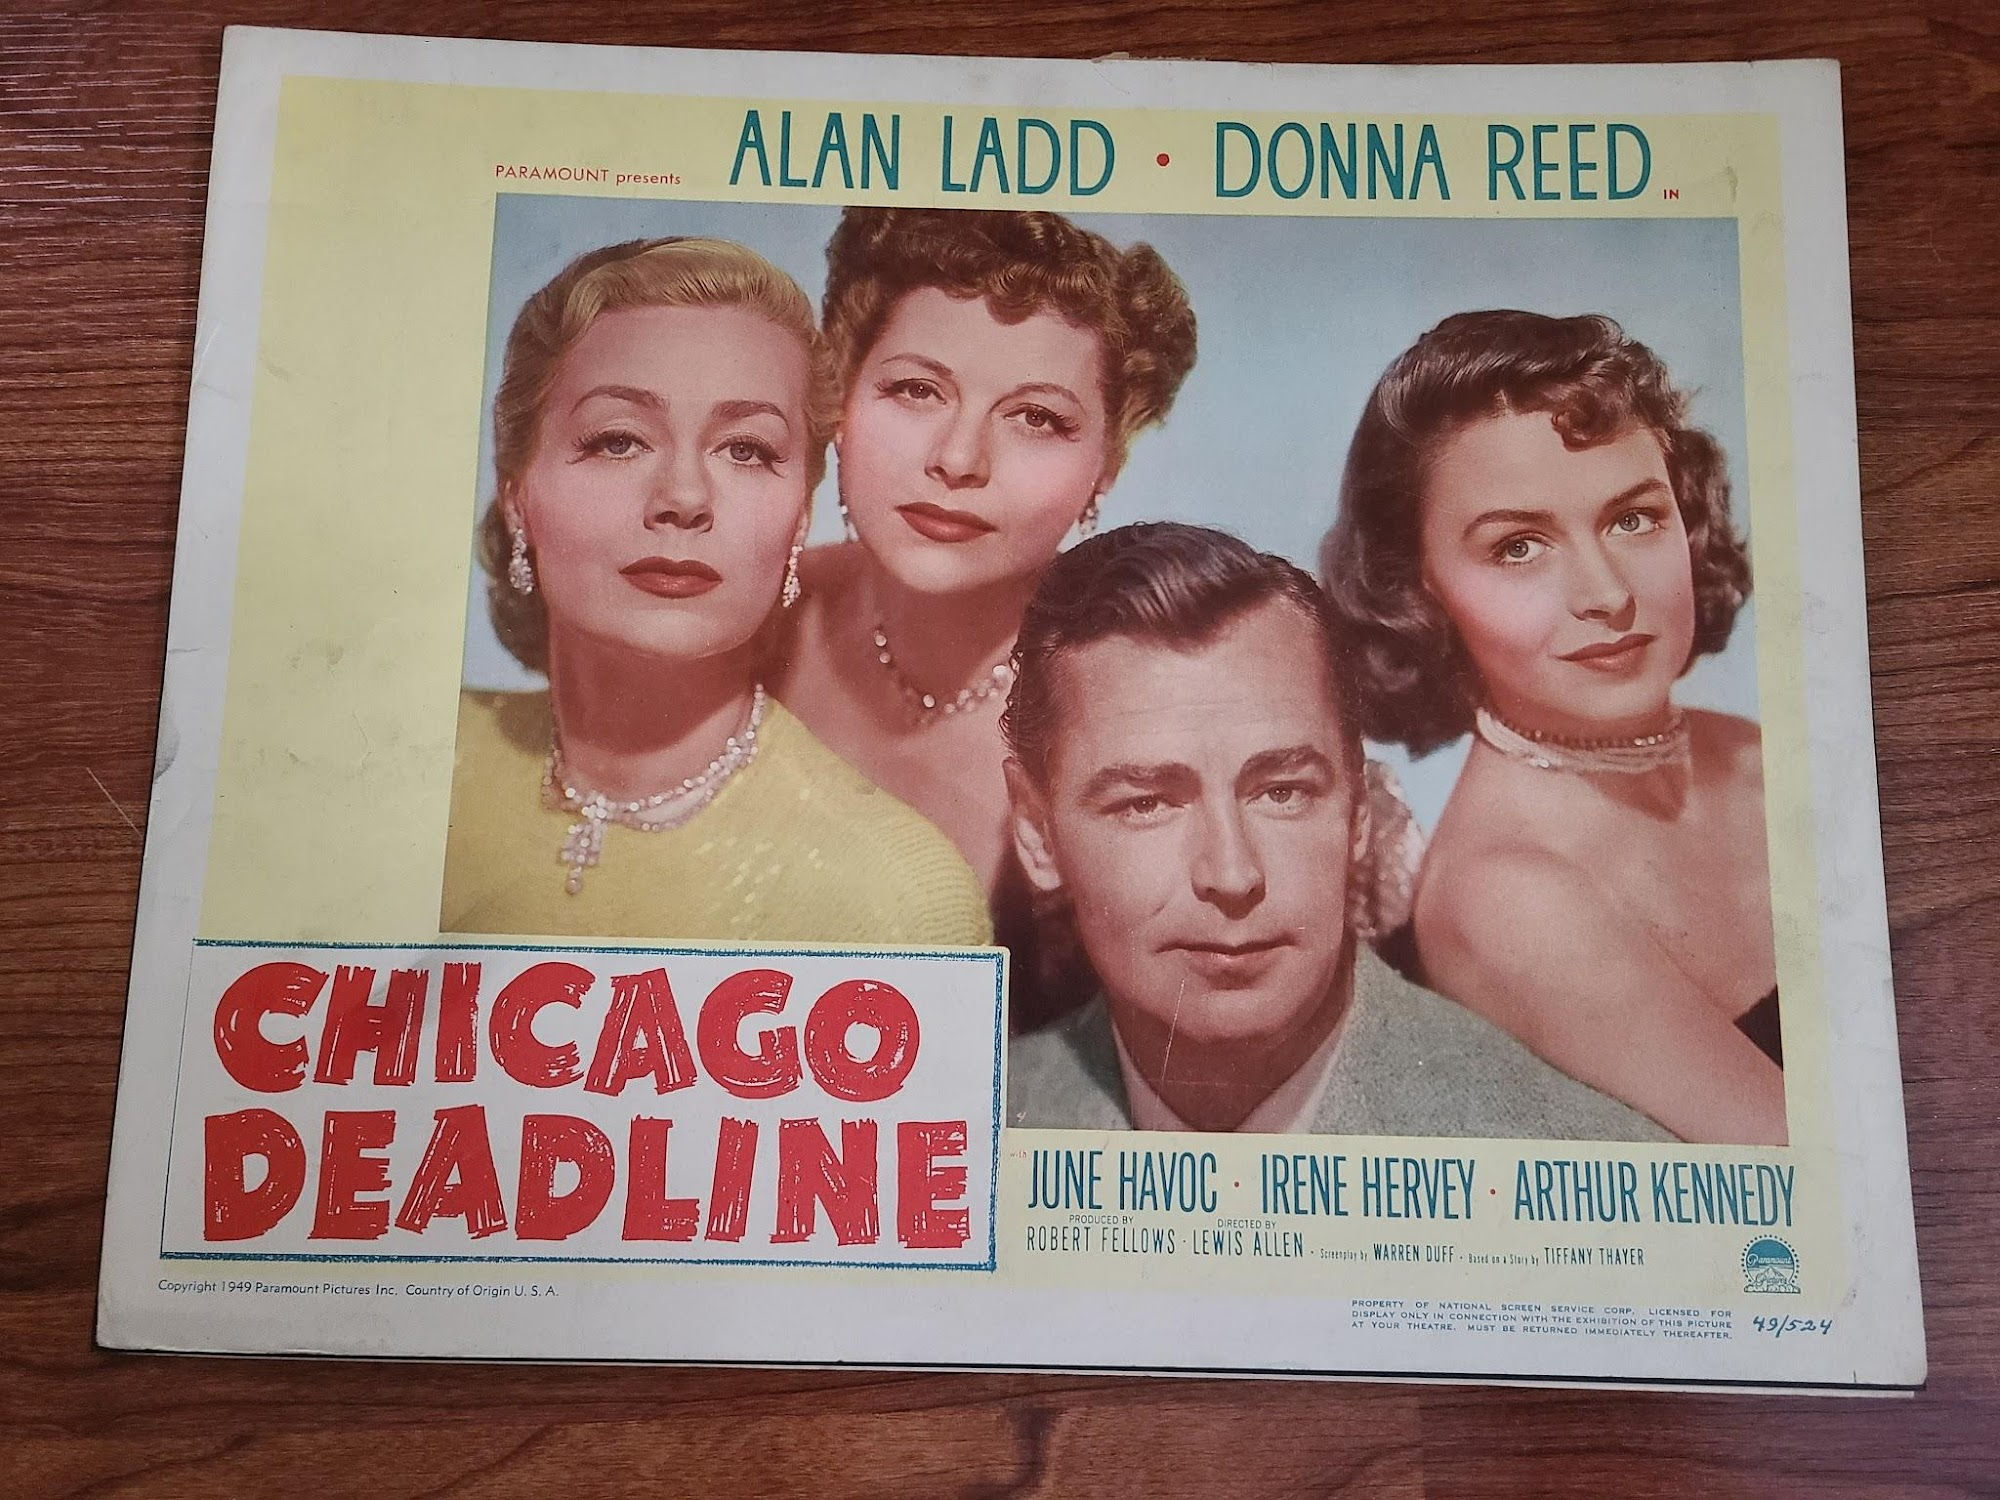 PARAMOUNT presents
ALAN LADD • DONNA REED IN
CHICAGO
DEADLINE
4
with JUNE HAVOC • IRENE HERVEY • ARTHUR KENNEDY
PRODUCED BY
ROBERT FELLOWS • DIRECTED BY
LEWIS ALLEN • Screenplay by WARREN DUFF • Based on a Story by TIFFANY THAYER
Paramount
Pictures
Copyright 1949 Paramount Pictures Inc. Country of Origin U. S. A.
PROPERTY OF NATIONAL SCREEN SERVICE CORP. LICENSED FOR
DISPLAY ONLY IN CONNECTION WITH THE EXHIBITION OF THIS PICTURE
AT YOUR THEATRE. MUST BE RETURNED IMMEDIATELY THEREAFTER.
49/524